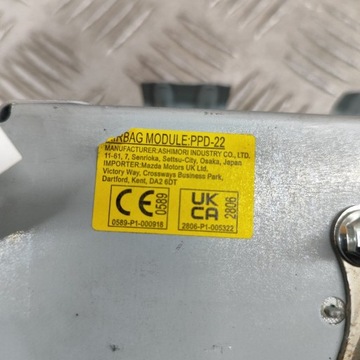 AIRBAG MODULE:PPD-22
MANUFACTURER:ASHIMORI INDUSTRY CO., LTD.
11-61, 7, Senrioka, Settsu-City, Osaka, Japan
IMPORTER:Mazda Motors UK Ltd.
Victory Way, Crossways Business Park,
Dartford, Kent, DA2 6DT
CE 0589
0589-P1-000918
UK
CA 2806
2806-P1-005322